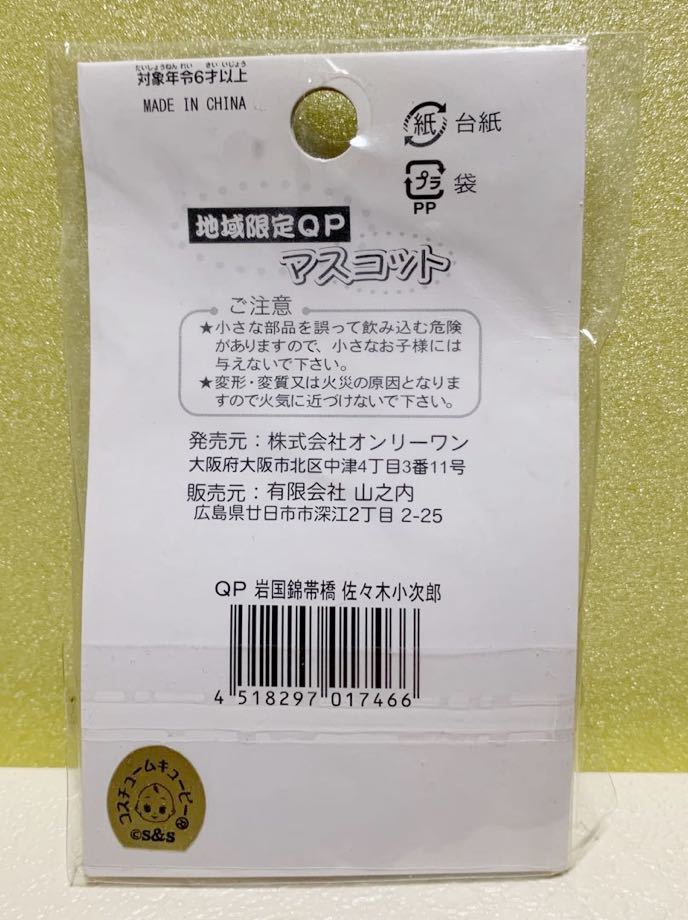 たいしょうねんれい さい いじょう
対象年令6才以上
MADE IN CHINA
紙 台紙
プラ 袋
PP
地域限定QP
マスコット
ご注意
★小さな部品を誤って飲み込む危険
がありますので、小さなお子様には
与えないで下さい。
★変形・変質又は火災の原因となりま
すので火気に近づけないで下さい。
発売元：株式会社オンリーワン
大阪府大阪市北区中津4丁目3番11号
販売元：有限会社 山之内
広島県廿日市市深江2丁目 2-25
QP 岩国錦帯橋 佐々木小次郎
4 518297 017466
コスチュームキューピー®
©S&S